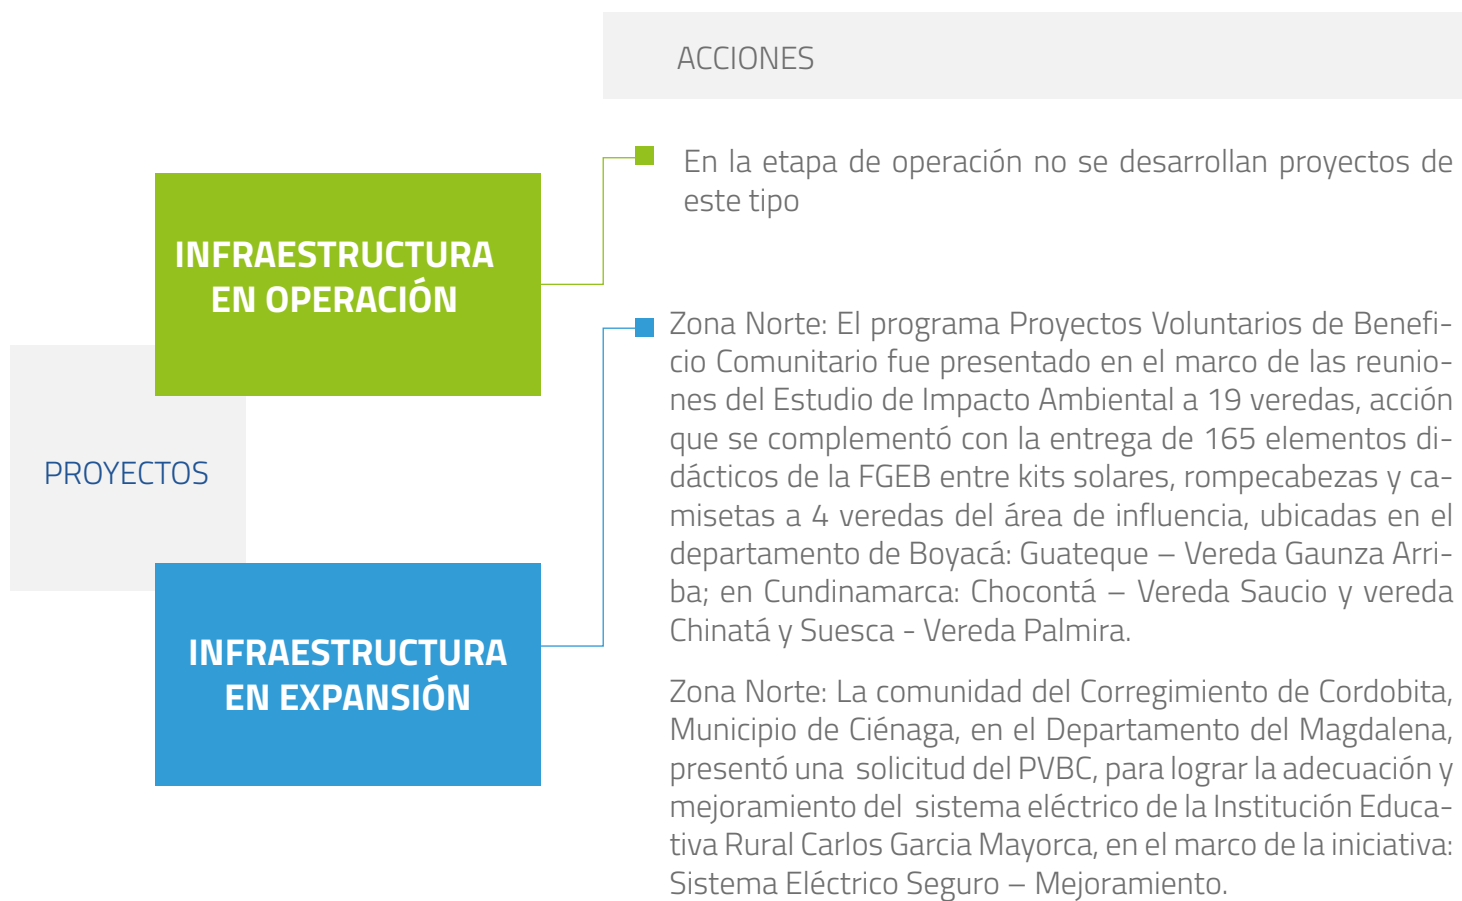 ACCIONES
En la etapa de operación no se desarrollan proyectos de
este tipo
INFRAESTRUCTURA
EN OPERACIÓN
PROYECTOS
INFRAESTRUCTURA
EN EXPANSIÓN
Zona Norte: El programa Proyectos Voluntarios de Benefi-
cio Comunitario fue presentado en el marco de las reunio-
nes del Estudio de Impacto Ambiental a 19 veredas, acción
que se complementó con la entrega de 165 elementos di-
dácticos de la FGEB entre kits solares, rompecabezas y ca-
misetas a 4 veredas del área de influencia, ubicadas en el
departamento de Boyacá: Guateque – Vereda Gaunza Arri-
ba; en Cundinamarca: Chocontá – Vereda Saucio y vereda
Chinatá y Suesca - Vereda Palmira.
Zona Norte: La comunidad del Corregimiento de Cordobita,
Municipio de Ciénaga, en el Departamento del Magdalena,
presentó una  solicitud del PVBC, para lograr la adecuación y
mejoramiento del  sistema eléctrico de la Institución Educa-
tiva Rural Carlos Garcia Mayorca, en el marco de la iniciativa:
Sistema Eléctrico Seguro – Mejoramiento.